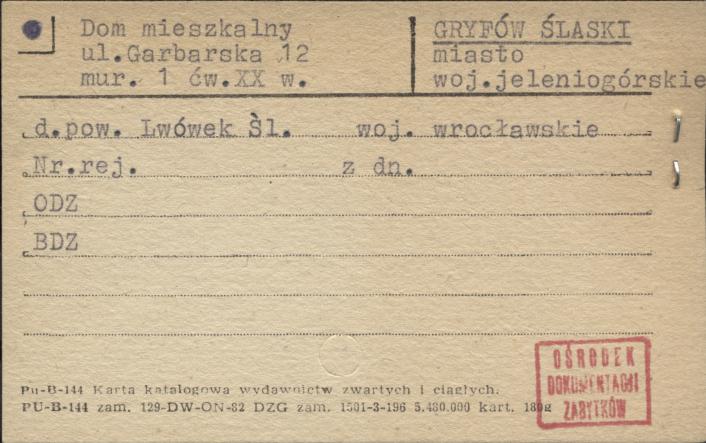 Dom mieszkalny
ul.Garbarska 12
mur. 1 ćw.XX w.
GRYFÓW ŚLASKI
miasto
woj.jeleniogórskie
d.pow. Lwówek Śl. woj. wrocławskie
Nr.rej. z dn.
ODZ
BDZ
Pu-B-144 Karta katalogowa wydawnictw zwartych i ciągłych.
PU-B-144 zam. 129-DW-ON-82 DZG zam. 1501-3-196 5.480.000 kart. 180g
OŚRODEK
DOKUMENTACJI
ZABYTKÓW